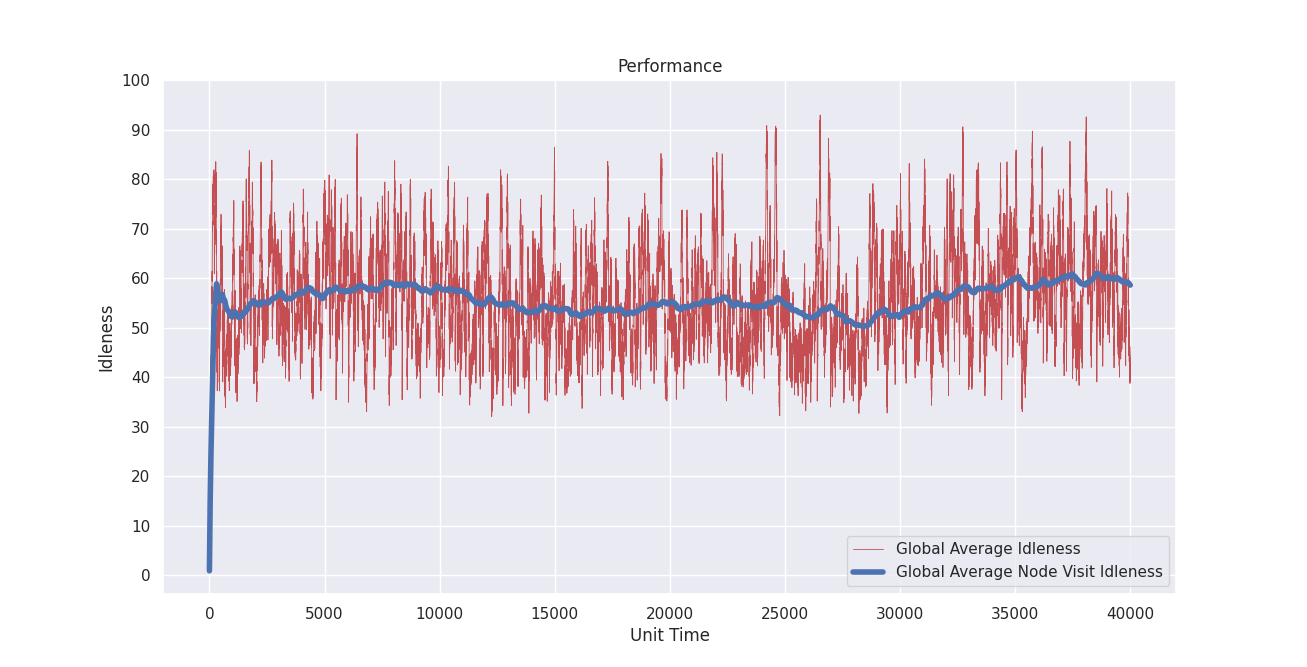 Performance
100
90
80
70
60
50
40
30
20
10
0
Idleness
Global Average Idleness
Global Average Node Visit Idleness
0 5000 10000 15000 20000 25000 30000 35000 40000
Unit Time